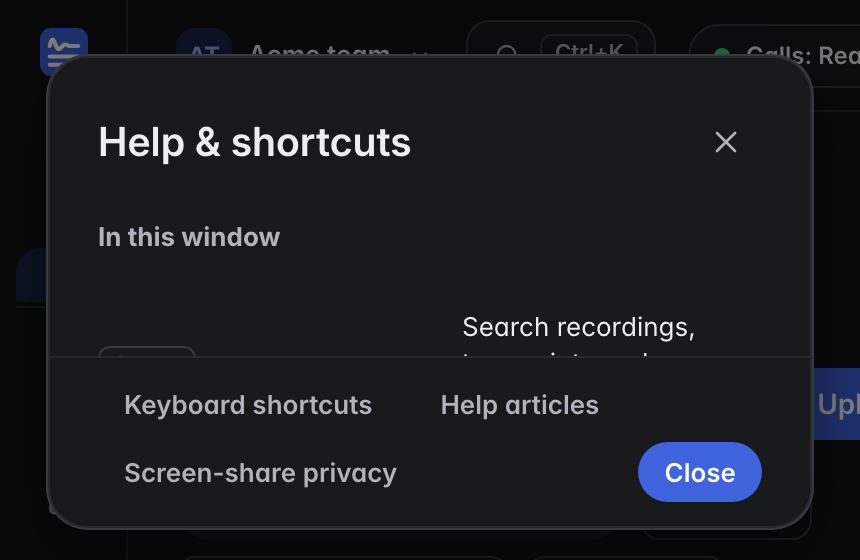 AT Acme team Ctrl+K Calls: Rea
Help & shortcuts
In this window
Search recordings,
Keyboard shortcuts Help articles
Upl
Screen-share privacy Close